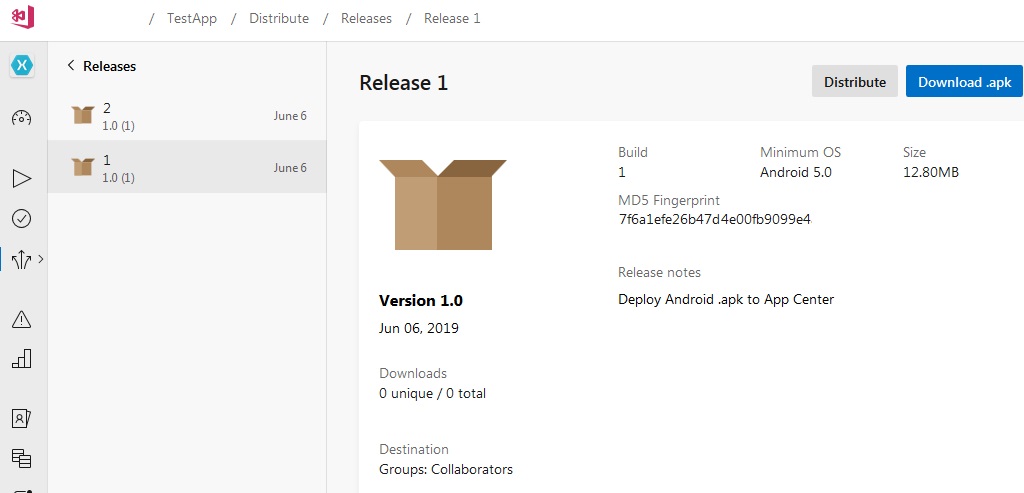 / TestApp / Distribute / Releases / Release 1
Releases
2
1.0 (1)
June 6
1
1.0 (1)
June 6
Release 1
Distribute
Download .apk
Build
1
Minimum OS
Android 5.0
Size
12.80MB
MD5 Fingerprint
7f6a1efe26b47d4e00fb9099e4
Release notes
Deploy Android .apk to App Center
Version 1.0
Jun 06, 2019
Downloads
0 unique / 0 total
Destination
Groups: Collaborators